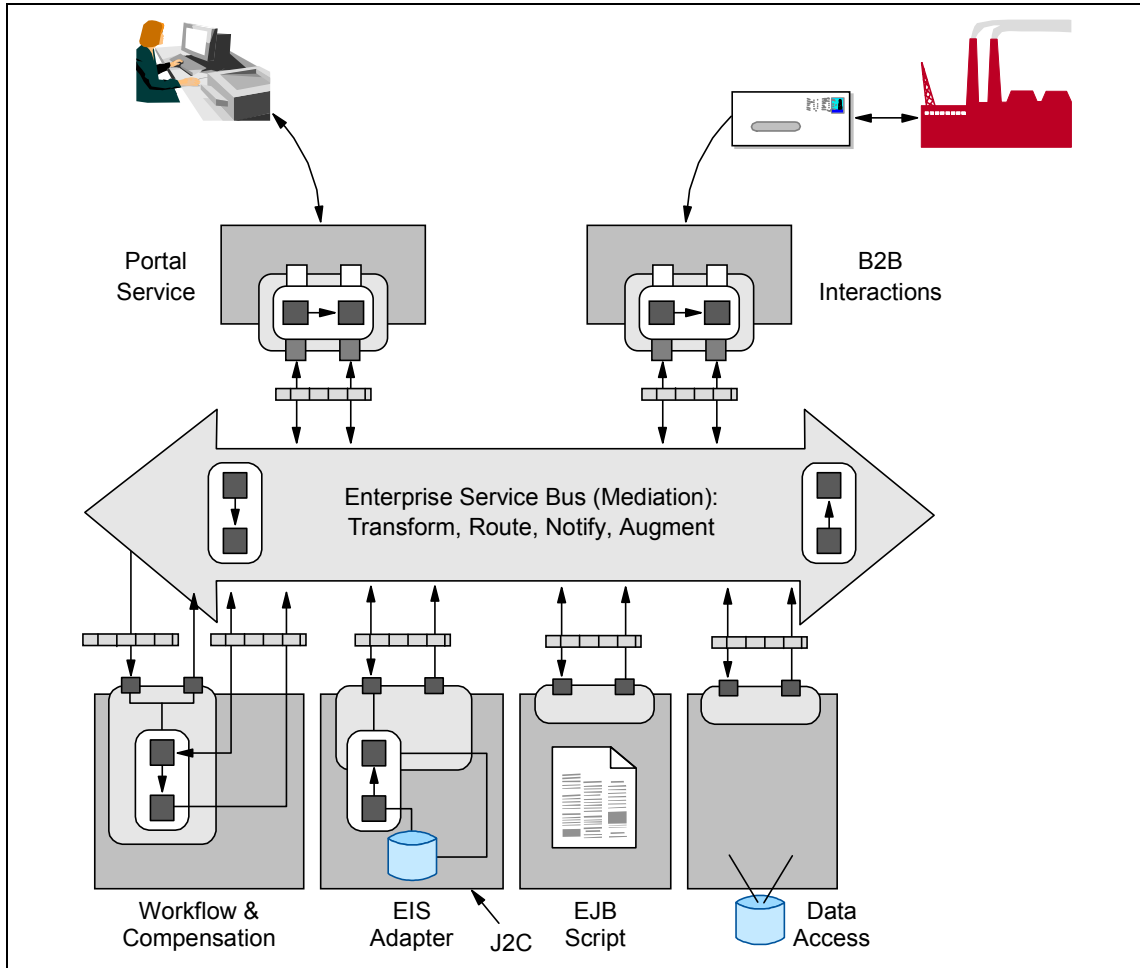 Portal
Service
B2B
Interactions
Enterprise Service Bus (Mediation):
Transform, Route, Notify, Augment
Workflow &
Compensation
EIS
Adapter
J2C
EJB
Script
Data
Access